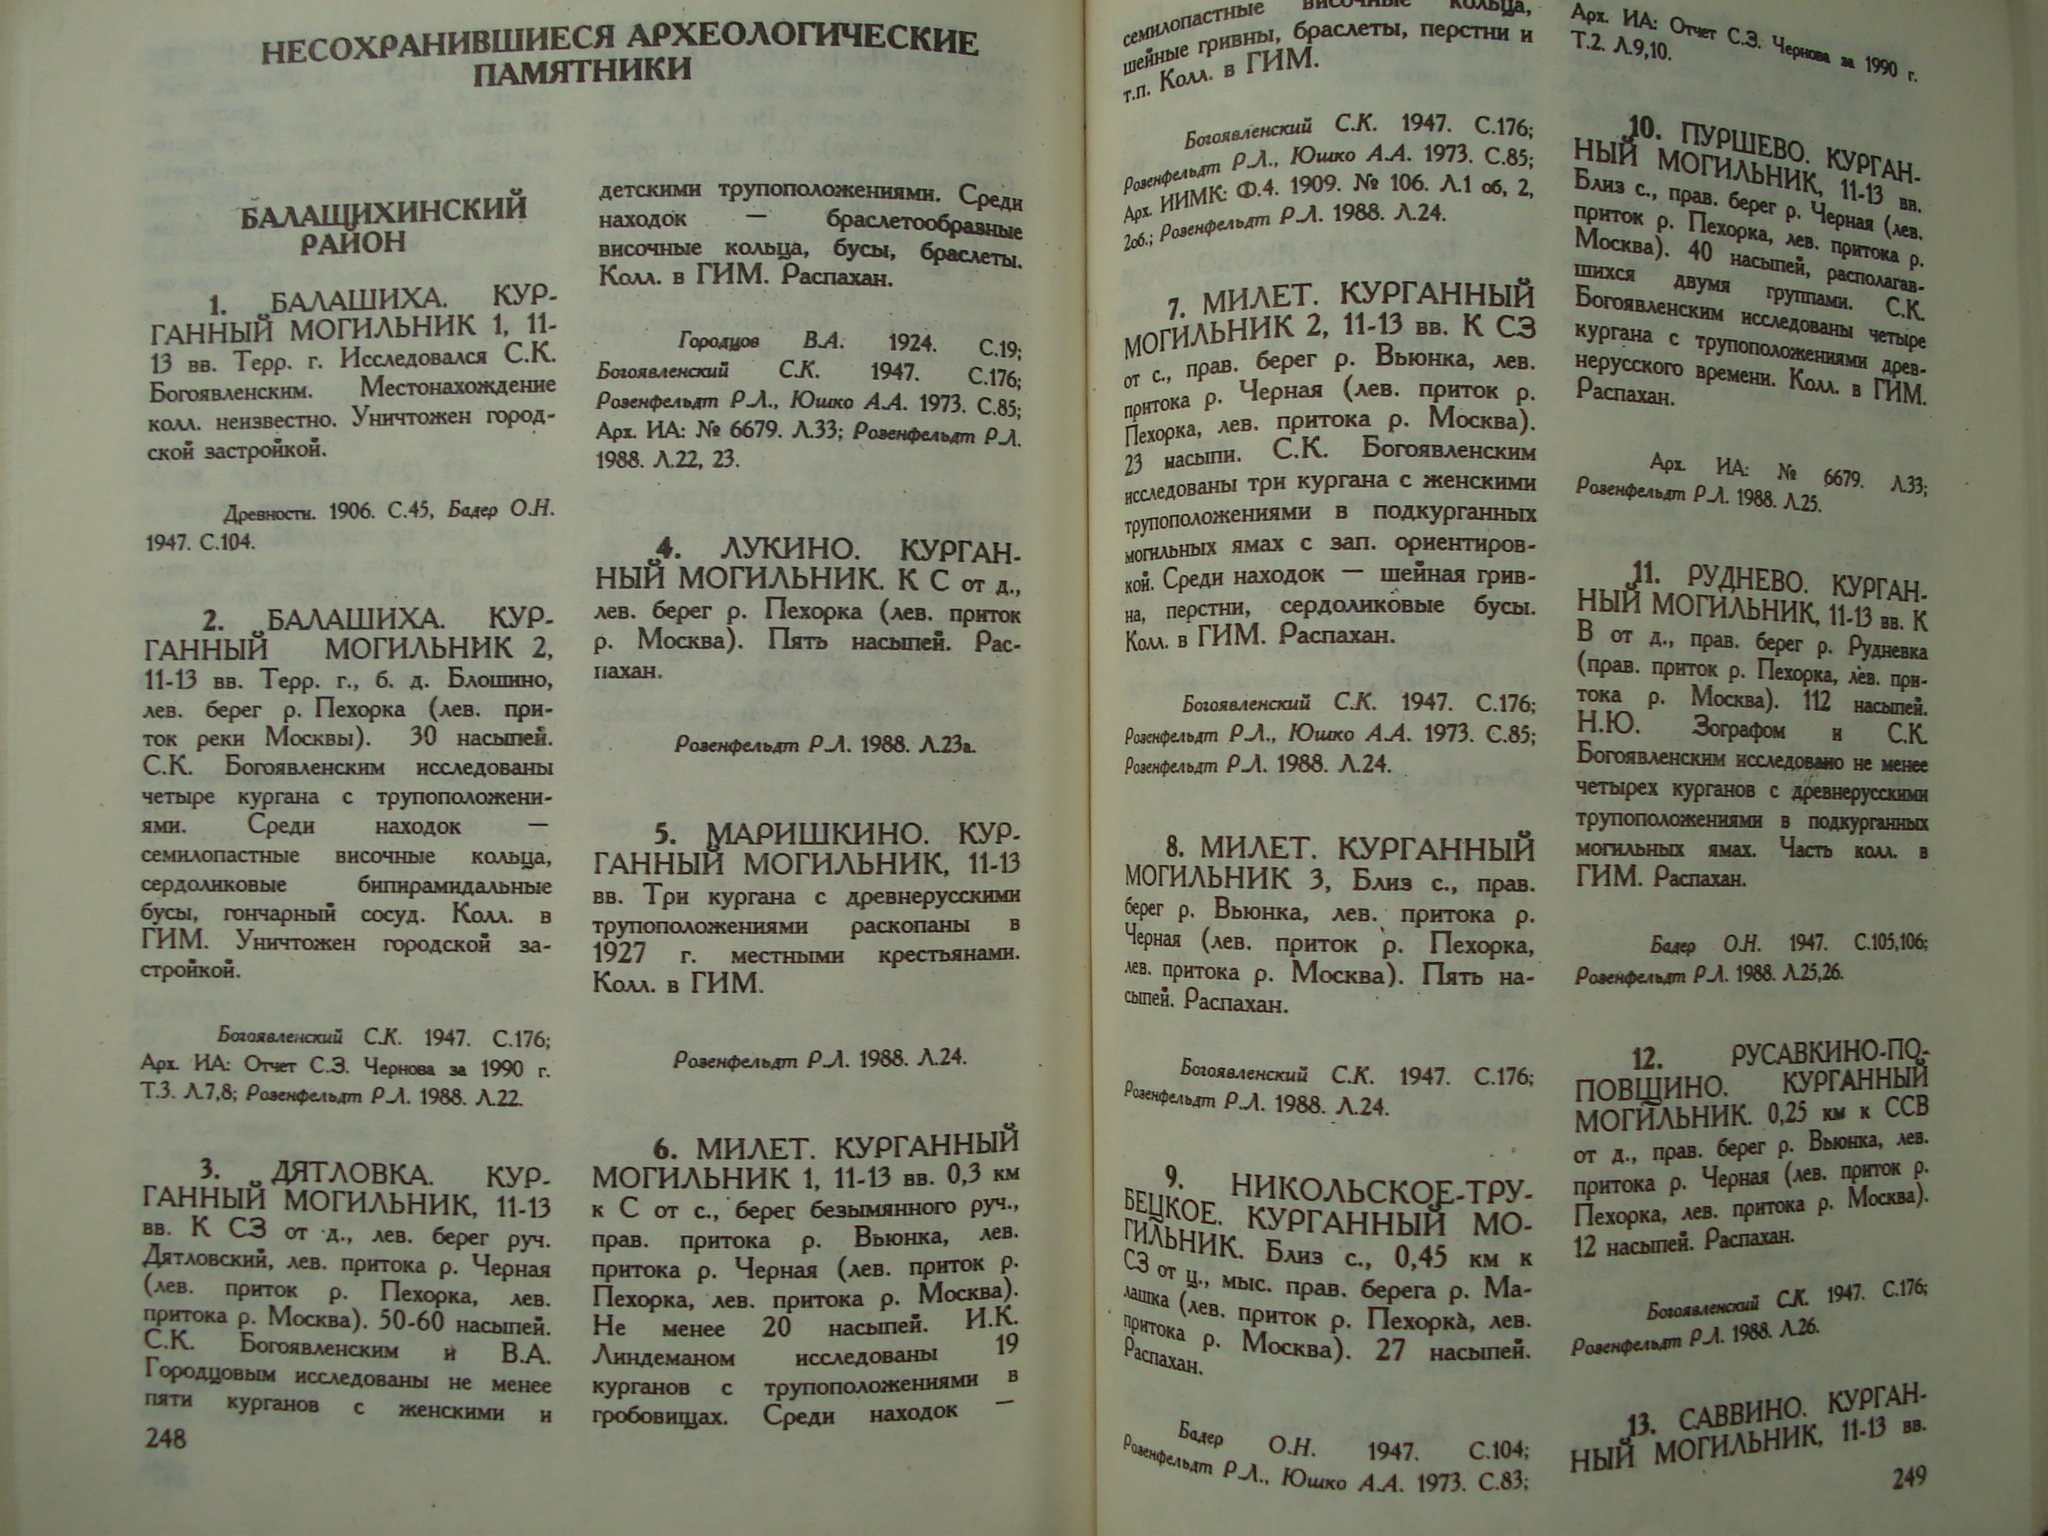 НЕСОХРАНИВШИЕСЯ АРХЕОЛОГИЧЕСКИЕ
ПАМЯТНИКИ
БАЛАЩИХИНСКИЙ
РАЙОН
1. БАЛАШИХА. КУР-
ГАННЫЙ МОГИЛЬНИК 1, 11-
13 вв. Терр. г. Исследовался С.К.
Богоявленским. Местонахождение
колл. неизвестно. Уничтожен город-
ской застройкой.
Древности. 1906. С.45, Бадер О.Н.
1947. С.104.
2. БАЛАШИХА. КУР-
ГАННЫЙ МОГИЛЬНИК 2,
11-13 вв. Терр. г., б. д. Блошино,
лев. берег р. Пехорка (лев. при-
ток реки Москвы). 30 насыпей.
С.К. Богоявленским исследованы
четыре кургана с трупоположени-
ями. Среди находок —
семилопастные височные кольца,
сердоликовые бипирамидальные
бусы, гончарный сосуд. Колл. в
ГИМ. Уничтожен городской за-
стройкой.
Богоявленский С.К. 1947. С.176;
Арх. ИА: Отчет С.З. Чернова за 1990 г.
Т.3. Л.7,8; Розенфельдт Р.Л. 1988. Л.22.
3. ДЯТЛОВКА. КУР-
ГАННЫЙ МОГИЛЬНИК, 11-13
вв. К СЗ от д., лев. берег руч.
Дятловский, лев. притока р. Черная
(лев. приток р. Пехорка, лев.
притока р. Москва). 50-60 насыпей.
С.К. Богоявленским и В.А.
Городцовым исследованы не менее
пяти курганов с женскими и
248
детскими трупоположениями. Среди
находок — браслетообразные
височные кольца, бусы, браслеты.
Колл. в ГИМ. Распахан.
Городцов В.А. 1924. С.19;
Богоявленский С.К. 1947. С.176;
Розенфельдт Р.Л., Юшко А.А. 1973. С.85;
Арх. ИА: № 6679. Л.33; Розенфельдт Р.Л.
1988. Л.22, 23.
4. ЛУКИНО. КУРГАН-
НЫЙ МОГИЛЬНИК. К С от д.,
лев. берег р. Пехорка (лев. приток
р. Москва). Пять насыпей. Рас-
пахан.
Розенфельдт Р.Л. 1988. Л.23а.
5. МАРИШКИНО. КУР-
ГАННЫЙ МОГИЛЬНИК, 11-13
вв. Три кургана с древнерусскими
трупоположениями раскопаны в
1927 г. местными крестьянами.
Колл. в ГИМ.
Розенфельдт Р.Л. 1988. Л.24.
6. МИЛЕТ. КУРГАННЫЙ
МОГИЛЬНИК 1, 11-13 вв. 0,3 км
к С от с., берег безымянного руч.,
прав. притока р. Вьюнка, лев.
притока р. Черная (лев. приток р.
Пехорка, лев. притока р. Москва).
Не менее 20 насыпей. И.К.
Линдеманом исследованы 19
курганов с трупоположениями в
гробовищах. Среди находок —
семилопастные височные кольца,
шейные гривны, браслеты, перстни и
т.п. Колл. в ГИМ.
Богоявленский С.К. 1947. С.176;
Розенфельдт Р.Л., Юшко А.А. 1973. С.85;
Арх. ИИМК: Ф.4. 1909. № 106. Л.1 об, 2,
2об.; Розенфельдт Р.Л. 1988. Л.24.
7. МИЛЕТ. КУРГАННЫЙ
МОГИЛЬНИК 2, 11-13 вв. К СЗ
от с., прав. берег р. Вьюнка, лев.
притока р. Черная (лев. приток р.
Пехорка, лев. притока р. Москва).
23 насыпи. С.К. Богоявленским
исследованы три кургана с женскими
трупоположениями в подкурганных
могильных ямах с зап. ориентиров-
кой. Среди находок — шейная грив-
на, перстни, сердоликовые бусы.
Колл. в ГИМ. Распахан.
Богоявленский С.К. 1947. С.176;
Розенфельдт Р.Л., Юшко А.А. 1973. С.85;
Розенфельдт Р.Л. 1988. Л.24.
8. МИЛЕТ. КУРГАННЫЙ
МОГИЛЬНИК 3, Близ с., прав.
берег р. Вьюнка, лев. притока р.
Черная (лев. приток р. Пехорка,
лев. притока р. Москва). Пять на-
сыпей. Распахан.
Богоявленский С.К. 1947. С.176;
Розенфельдт Р.Л. 1988. Л.24.
9. НИКОЛЬСКОЕ-ТРУ-
БЕЦКОЕ. КУРГАННЫЙ МО-
ГИЛЬНИК. Близ с., 0,45 км к
СЗ от ц., мыс. прав. берега р. Ма-
лашка (лев. приток р. Пехорка, лев.
притока р. Москва). 27 насыпей.
Распахан.
Бадер О.Н. 1947. С.104;
Розенфельдт Р.Л., Юшко А.А. 1973. С.83;
Арх. ИА: Отчет С.З. Чернова за 1990 г.
Т.2. Л.9,10.
10. ПУРШЕВО. КУРГАН-
НЫЙ МОГИЛЬНИК, 11-13 вв.
Близ с., прав. берег р. Черная (лев.
приток р. Пехорка, лев. притока р.
Москва). 40 насыпей, располагав-
шихся двумя группами. С.К.
Богоявленским исследованы четыре
кургана с трупоположениями древ-
нерусского времени. Колл. в ГИМ.
Распахан.
Арх. ИА: № 6679. Л.33;
Розенфельдт Р.Л. 1988. Л.25.
11. РУДНЕВО. КУРГАН-
НЫЙ МОГИЛЬНИК, 11-13 вв. К
В от д., прав. берег р. Рудневка
(прав. приток р. Пехорка, лев. при-
тока р. Москва). 112 насыпей.
Н.Ю. Зографом и С.К.
Богоявленским исследовано не менее
четырех курганов с древнерусскими
трупоположениями в подкурганных
могильных ямах. Часть колл. в
ГИМ. Распахан.
Бадер О.Н. 1947. С.105,106;
Розенфельдт Р.Л. 1988. Л.25,26.
12. РУСАВКИНО-ПО-
ПОВЩИНО. КУРГАННЫЙ
МОГИЛЬНИК. 0,25 км к ССВ
от д., прав. берег р. Вьюнка, лев.
притока р. Черная (лев. приток р.
Пехорка, лев. притока р. Москва).
12 насыпей. Распахан.
Богоявленский С.К. 1947. С.176;
Розенфельдт Р.Л. 1988. Л.26.
13. САВВИНО. КУРГАН-
НЫЙ МОГИЛЬНИК, 11-13 вв.
249